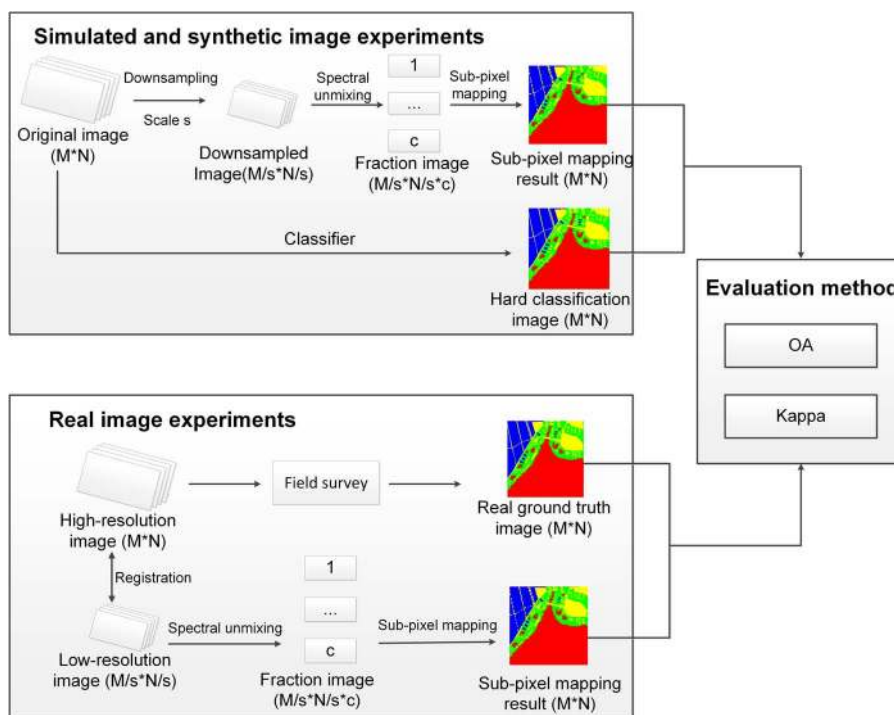 Simulated and synthetic image experiments
Downsampling
Scale s
Original image
(M*N)
Downsampled
Image(M/s*N/s)
Spectral
unmixing
1
...
c
Fraction image
(M/s*N/s*c)
Sub-pixel
mapping
Sub-pixel mapping
result (M*N)
Classifier
Hard classification
image (M*N)
Evaluation method
OA
Kappa
Real image experiments
High-resolution
image (M*N)
Field survey
Real ground truth
image (M*N)
Registration
Low-resolution
image (M/s*N/s)
Spectral unmixing
1
...
c
Fraction image
(M/s*N/s*c)
Sub-pixel mapping
Sub-pixel mapping
result (M*N)